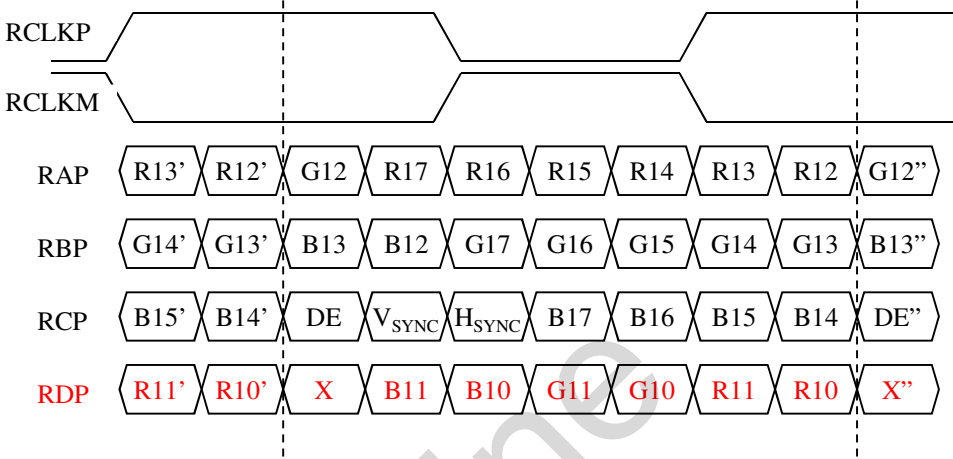 RCLKP
RCLKM
RAP R13’ R12’ G12 R17 R16 R15 R14 R13 R12 G12”
RBP G14’ G13’ B13 B12 G17 G16 G15 G14 G13 B13”
RCP B15’ B14’ DE VSYNC HSYNC B17 B16 B15 B14 DE”
RDP R11’ R10’ X B11 B10 G11 G10 R11 R10 X”